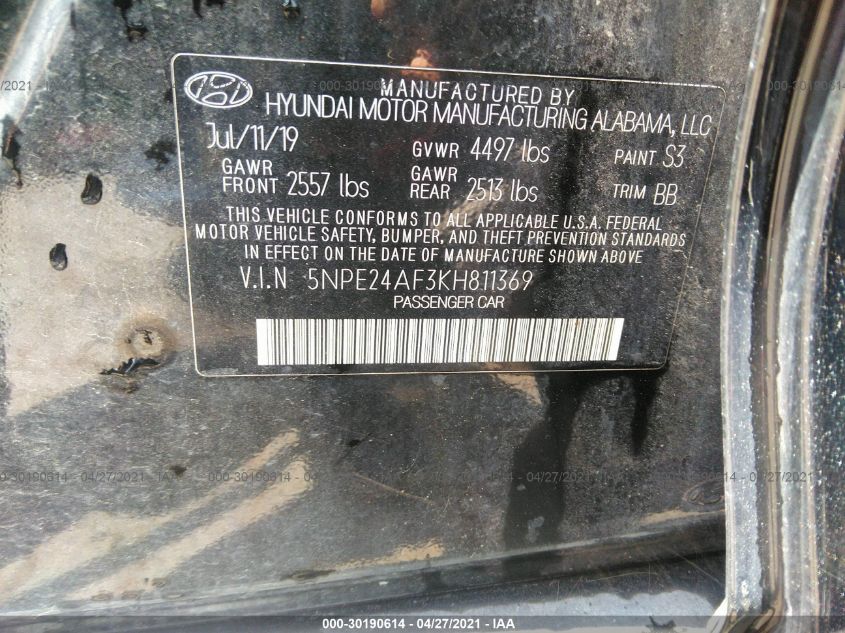 MANUFACTURED BY
HYUNDAI MOTOR MANUFACTURING ALABAMA, LLC
Jul/11/19 GVWR 4497 lbs PAINT S3
GAWR FRONT 2557 lbs GAWR REAR 2513 lbs TRIM BB
THIS VEHICLE CONFORMS TO ALL APPLICABLE U.S.A. FEDERAL
MOTOR VEHICLE SAFETY, BUMPER, AND THEFT PREVENTION STANDARDS
IN EFFECT ON THE DATE OF MANUFACTURE SHOWN ABOVE
V.I.N 5NPE24AF3KH811369
PASSENGER CAR
000-30190614 - 04/27/2021 - IAA